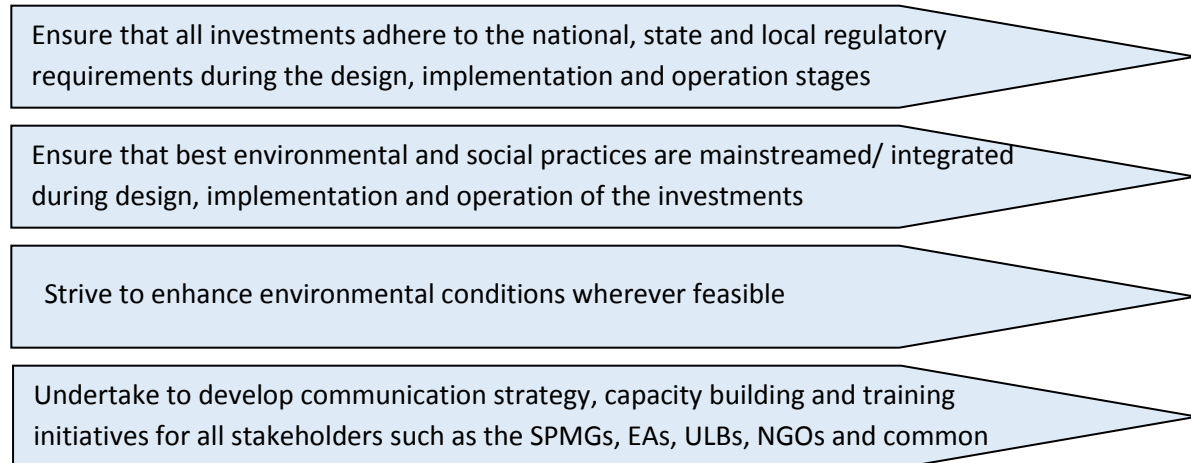 Ensure that all investments adhere to the national, state and local regulatory
requirements during the design, implementation and operation stages
Ensure that best environmental and social practices are mainstreamed/ integrated
during design, implementation and operation of the investments
Strive to enhance environmental conditions wherever feasible
Undertake to develop communication strategy, capacity building and training
initiatives for all stakeholders such as the SPMGs, EAs, ULBs, NGOs and common